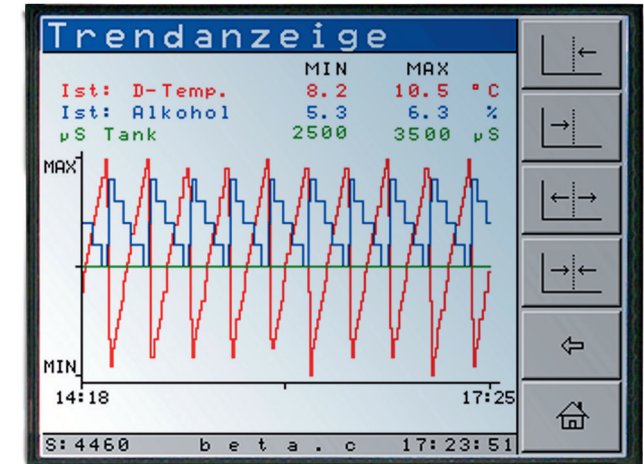 Trendanzeige
MIN MAX
Ist: D-Temp. 8.2 10.5 °C
Ist: Alkohol 5.3 6.3 %
µS Tank 2500 3500 µS
MAX
MIN
14:18 17:25
S:4460 beta.c 17:23:51